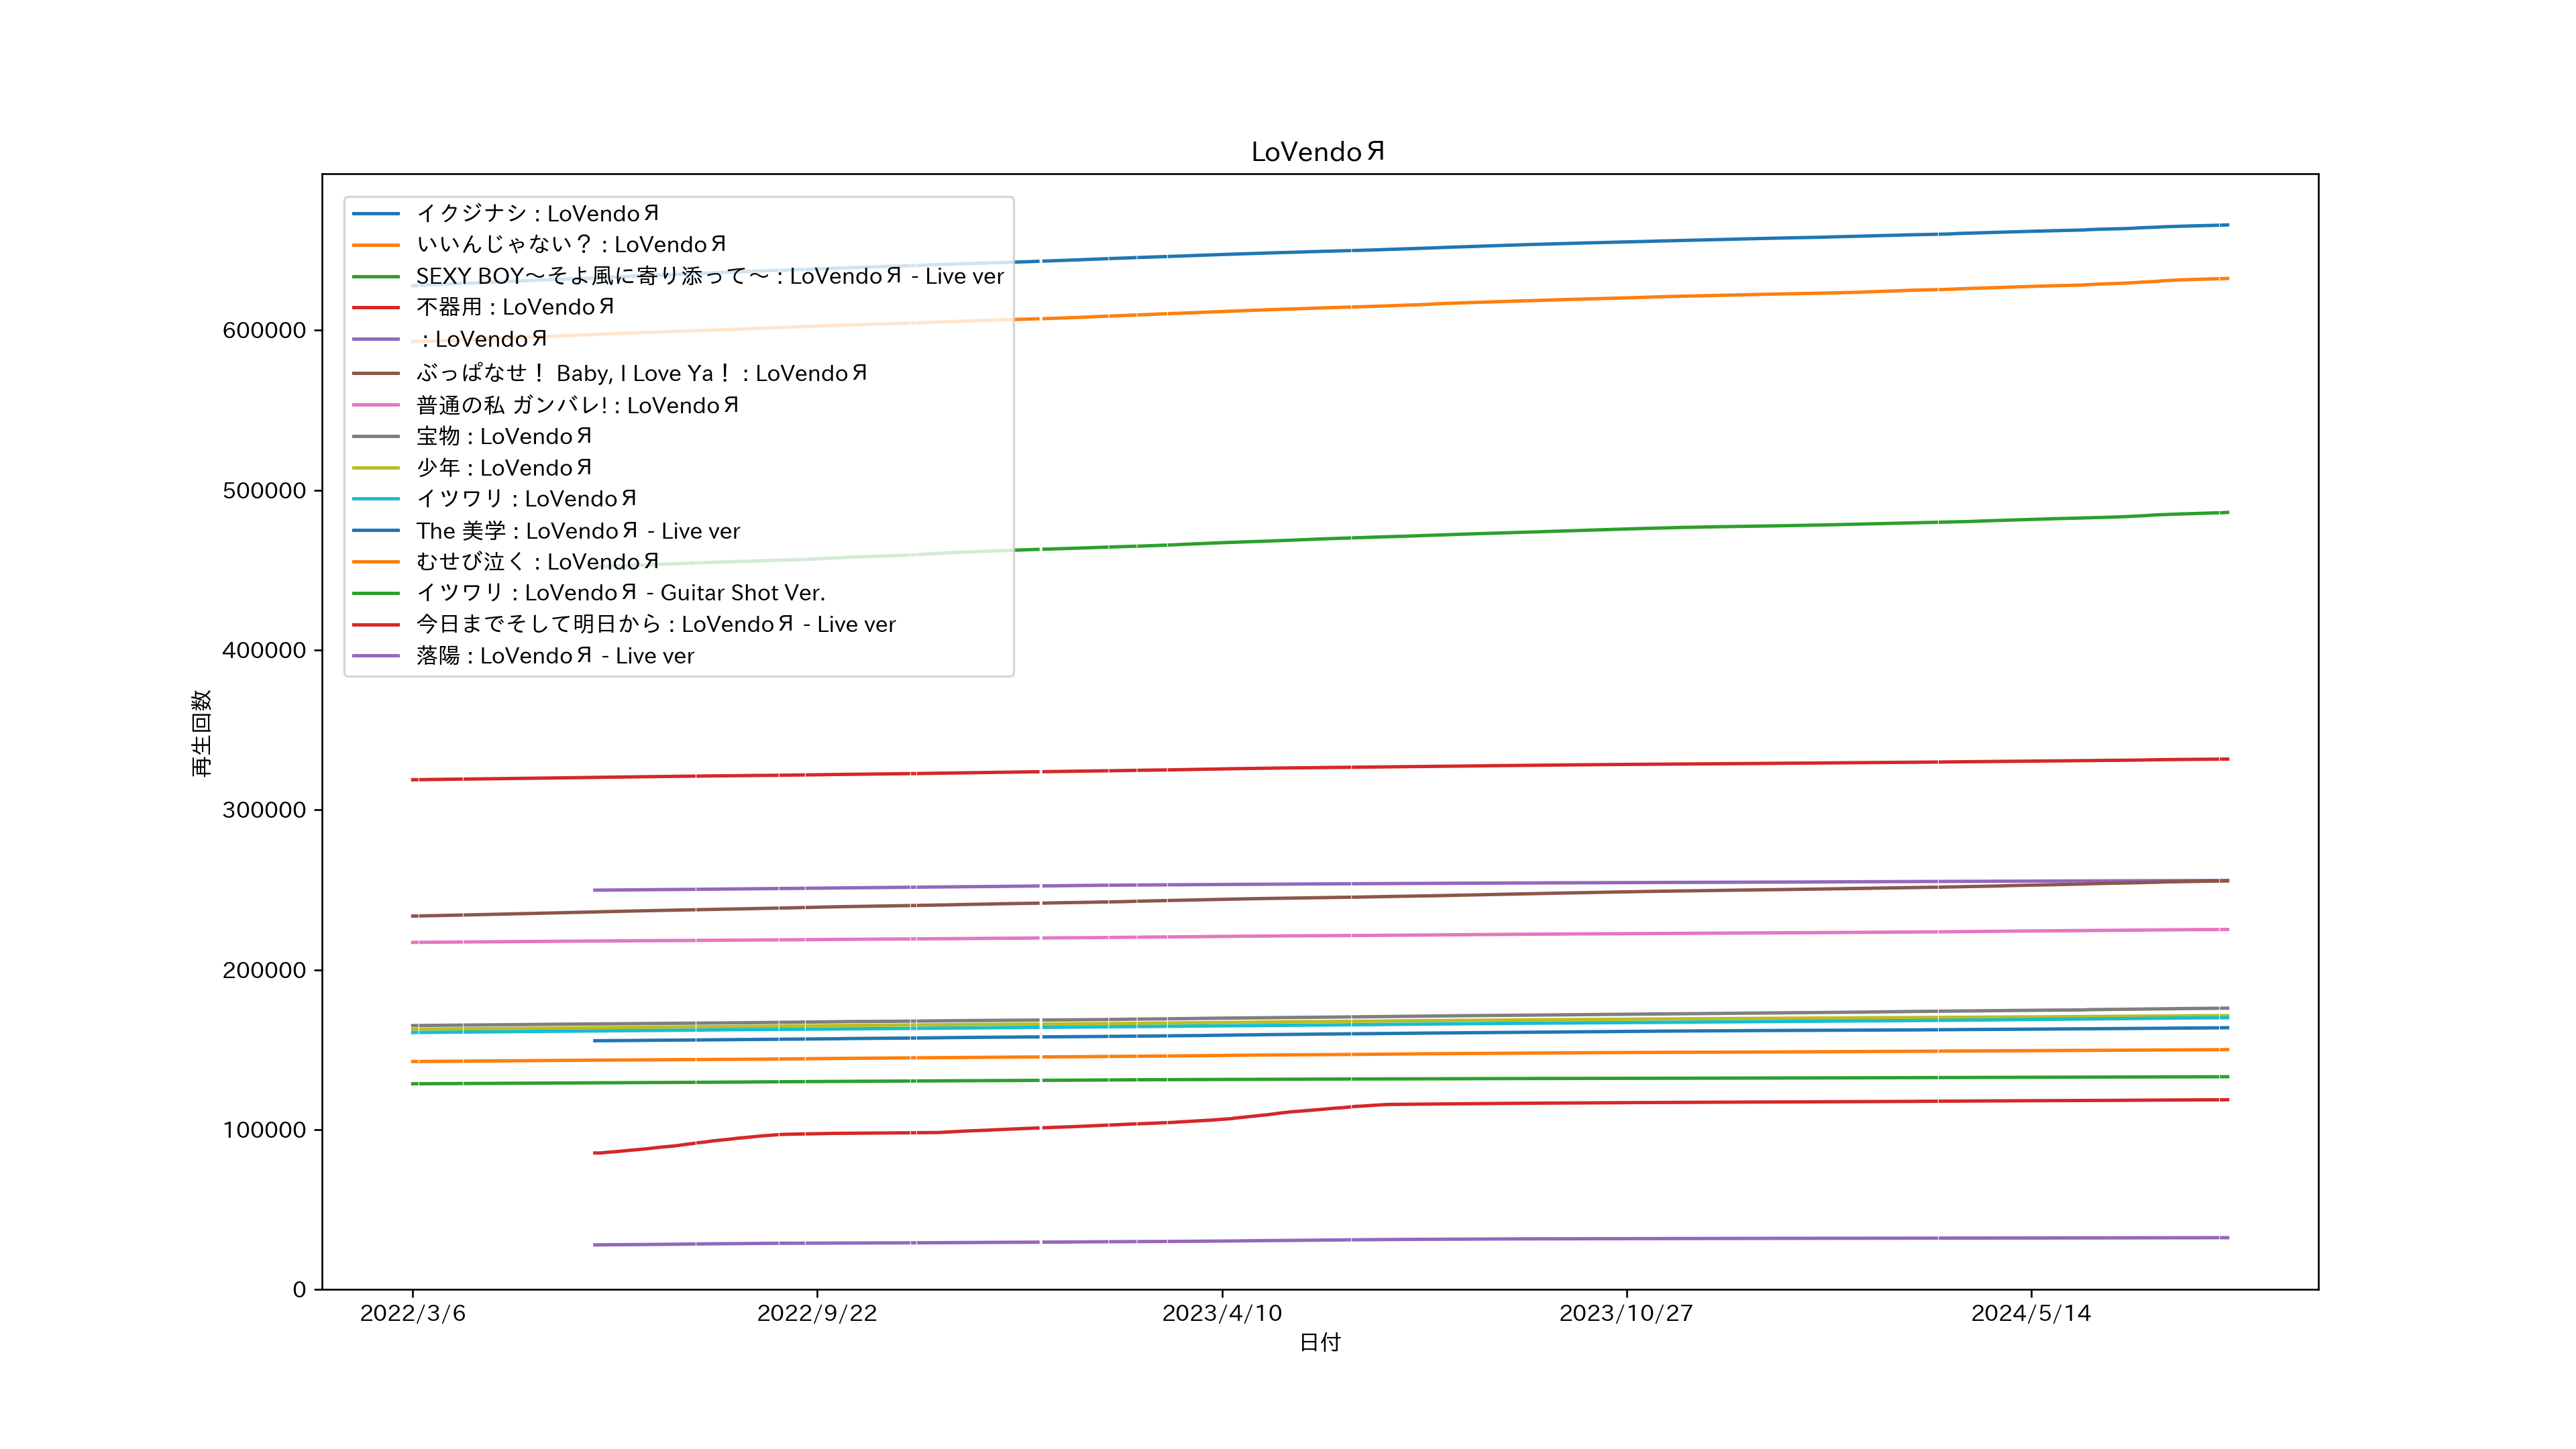 LoVendoЯ
イクジナシ : LoVendoЯ
いいんじゃない? : LoVendoЯ
SEXY BOY〜そよ風に寄り添って〜 : LoVendoЯ - Live ver
不器用 : LoVendoЯ
: LoVendoЯ
ぶっぱなせ! Baby, I Love Ya! : LoVendoЯ
普通の私 ガンバレ! : LoVendoЯ
宝物 : LoVendoЯ
少年 : LoVendoЯ
イツワリ : LoVendoЯ
The 美学 : LoVendoЯ - Live ver
むせび泣く : LoVendoЯ
イツワリ : LoVendoЯ - Guitar Shot Ver.
今日までそして明日から : LoVendoЯ - Live ver
落陽 : LoVendoЯ - Live ver
600000
500000
400000
300000
200000
100000
0
再生回数
2022/3/6 2022/9/22 2023/4/10 2023/10/27 2024/5/14
日付